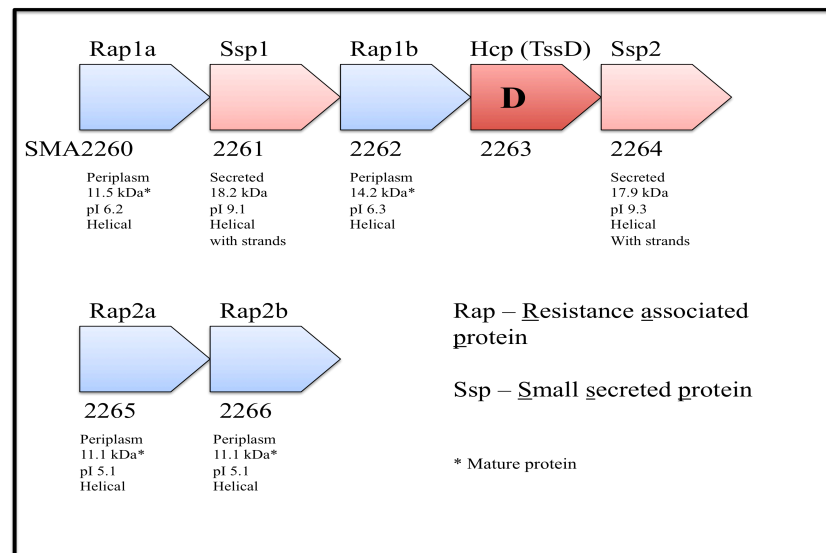 Rap1a Ssp1 Rap1b Hcp (TssD) Ssp2
D
SMA2260 2261 2262 2263 2264
Periplasm Secreted Periplasm Secreted
11.5 kDa* 18.2 kDa 14.2 kDa* 17.9 kDa
pI 6.2 pI 9.1 pI 6.3 pI 9.3
Helical Helical Helical Helical
with strands With strands
Rap2a Rap2b
2265 2266
Periplasm Periplasm
11.1 kDa* 11.1 kDa*
pI 5.1 pI 5.1
Helical Helical
Rap – Resistance associated
protein
Ssp – Small secreted protein
* Mature protein